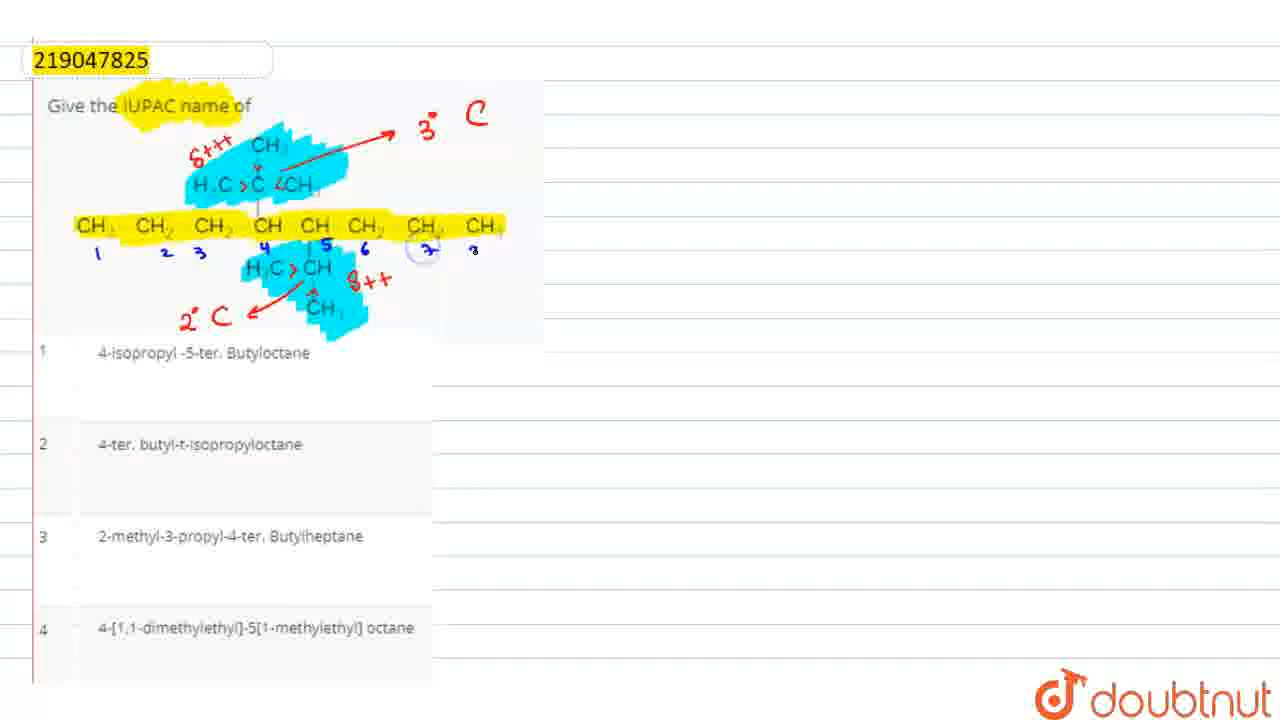 219047825
Give the IUPAC name of
δ+++ CH₃ 3° C
H₃C > C < CH₃
CH₃ CH₂ CH₂ CH CH CH₂ CH₂ CH₃
1 2 3 4 5 6 7 8
H₃C > CH δ++
2° C CH₃
1 4-isopropyl -5-ter. Butyloctane
2 4-ter. butyl-t-isopropyloctane
3 2-methyl-3-propyl-4-ter. Butylheptane
4 4-[1,1-dimethylethyl]-5[1-methylethyl] octane
doubtnut